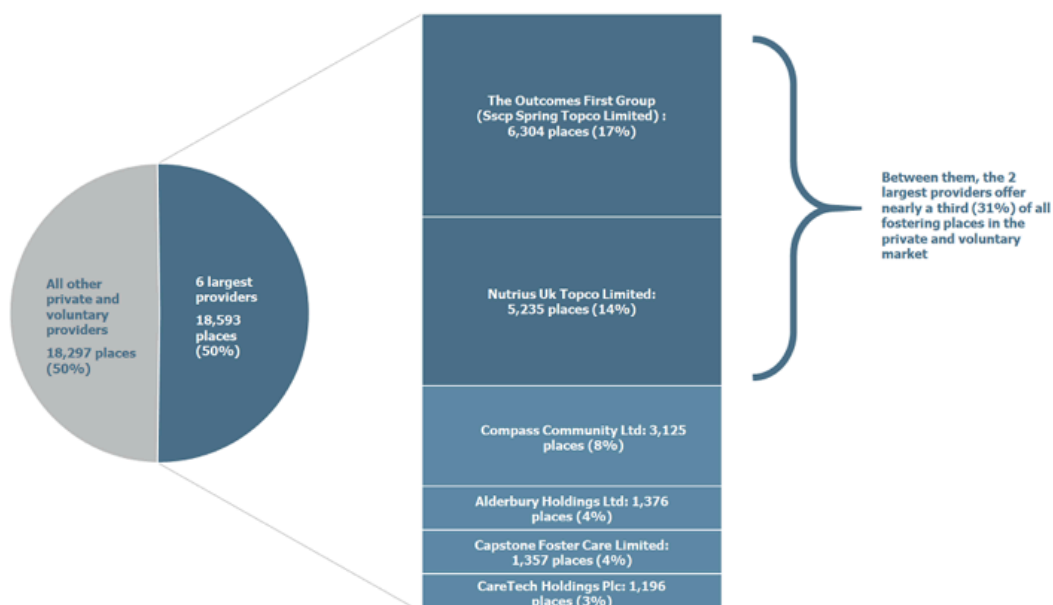 All other
private and
voluntary
providers
18,297 places
(50%)
6 largest
providers
18,593
places
(50%)
The Outcomes First Group
(Sscp Spring Topco Limited) :
6,304 places (17%)
Nutrius Uk Topco Limited:
5,235 places (14%)
Compass Community Ltd: 3,125
places (8%)
Alderbury Holdings Ltd: 1,376
places (4%)
Capstone Foster Care Limited:
1,357 places (4%)
CareTech Holdings Plc: 1,196
places (3%)
Between them, the 2
largest providers offer
nearly a third (31%) of all
fostering places in the
private and voluntary
market